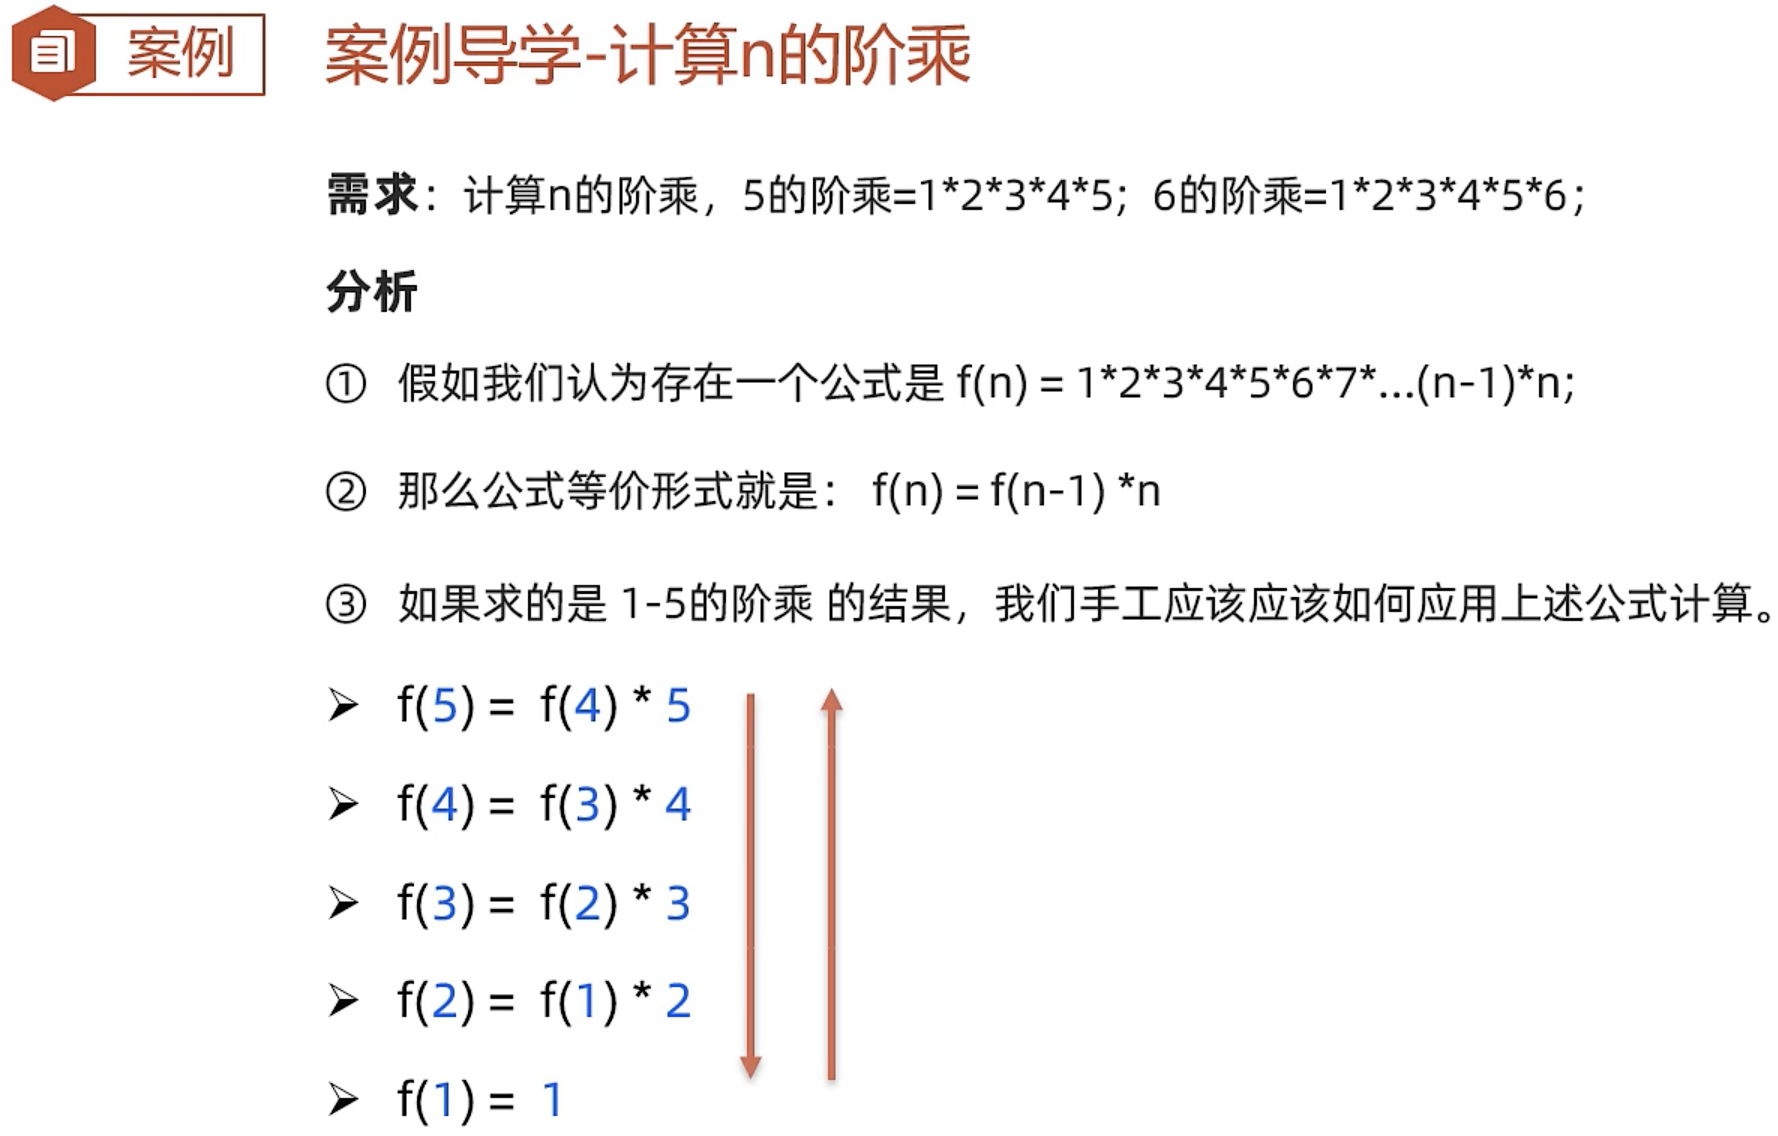 案例
案例导学-计算n的阶乘
需求：计算n的阶乘，5的阶乘=1*2*3*4*5；6的阶乘=1*2*3*4*5*6；
分析
① 假如我们认为存在一个公式是 f(n) = 1*2*3*4*5*6*7*…(n-1)*n;
② 那么公式等价形式就是： f(n) = f(n-1) *n
③ 如果求的是 1-5的阶乘 的结果，我们手工应该应该如何应用上述公式计算。
➢ f(5) = f(4) * 5
➢ f(4) = f(3) * 4
➢ f(3) = f(2) * 3
➢ f(2) = f(1) * 2
➢ f(1) = 1